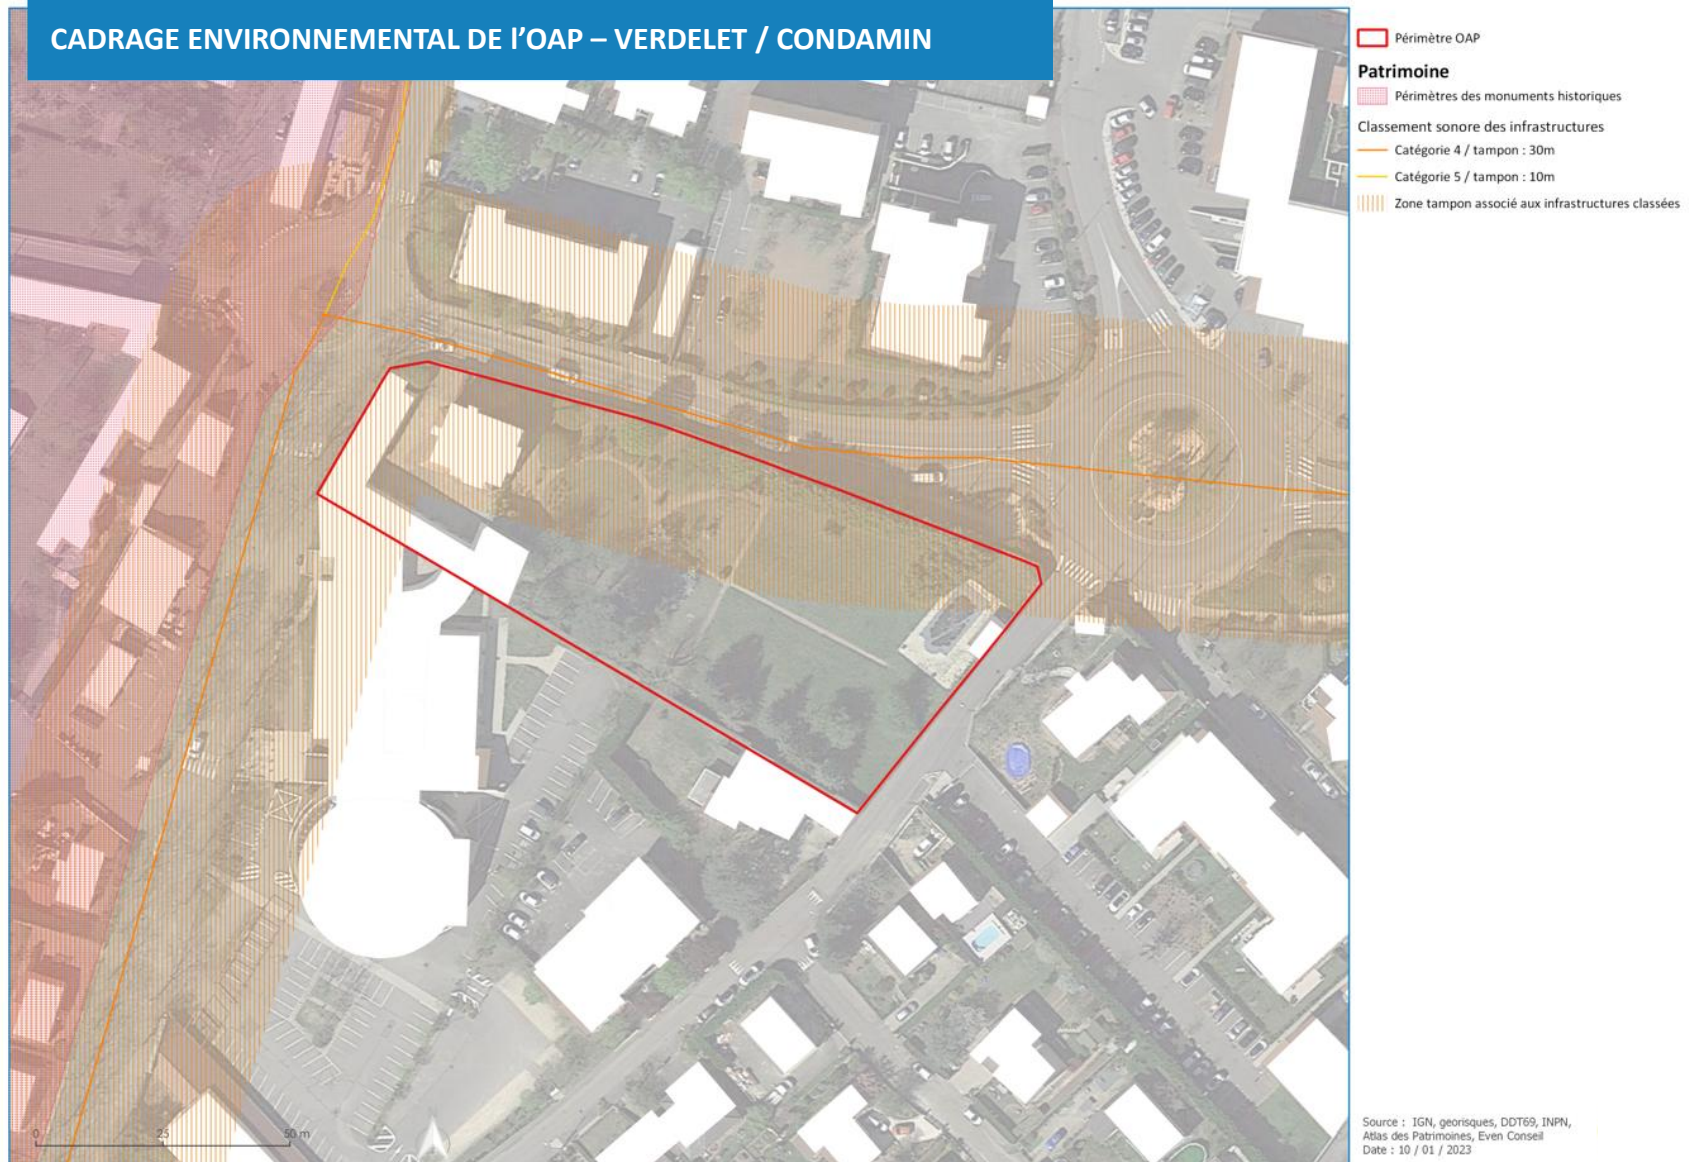 CADRAGE ENVIRONNEMENTAL DE l’OAP – VERDELET / CONDAMIN
Périmètre OAP
Patrimoine
Périmètres des monuments historiques
Classement sonore des infrastructures
Catégorie 4 / tampon : 30m
Catégorie 5 / tampon : 10m
Zone tampon associé aux infrastructures classées
0 25 50 m
Source : IGN, georisques, DDT69, INPN,
Atlas des Patrimoines, Even Conseil
Date : 10 / 01 / 2023